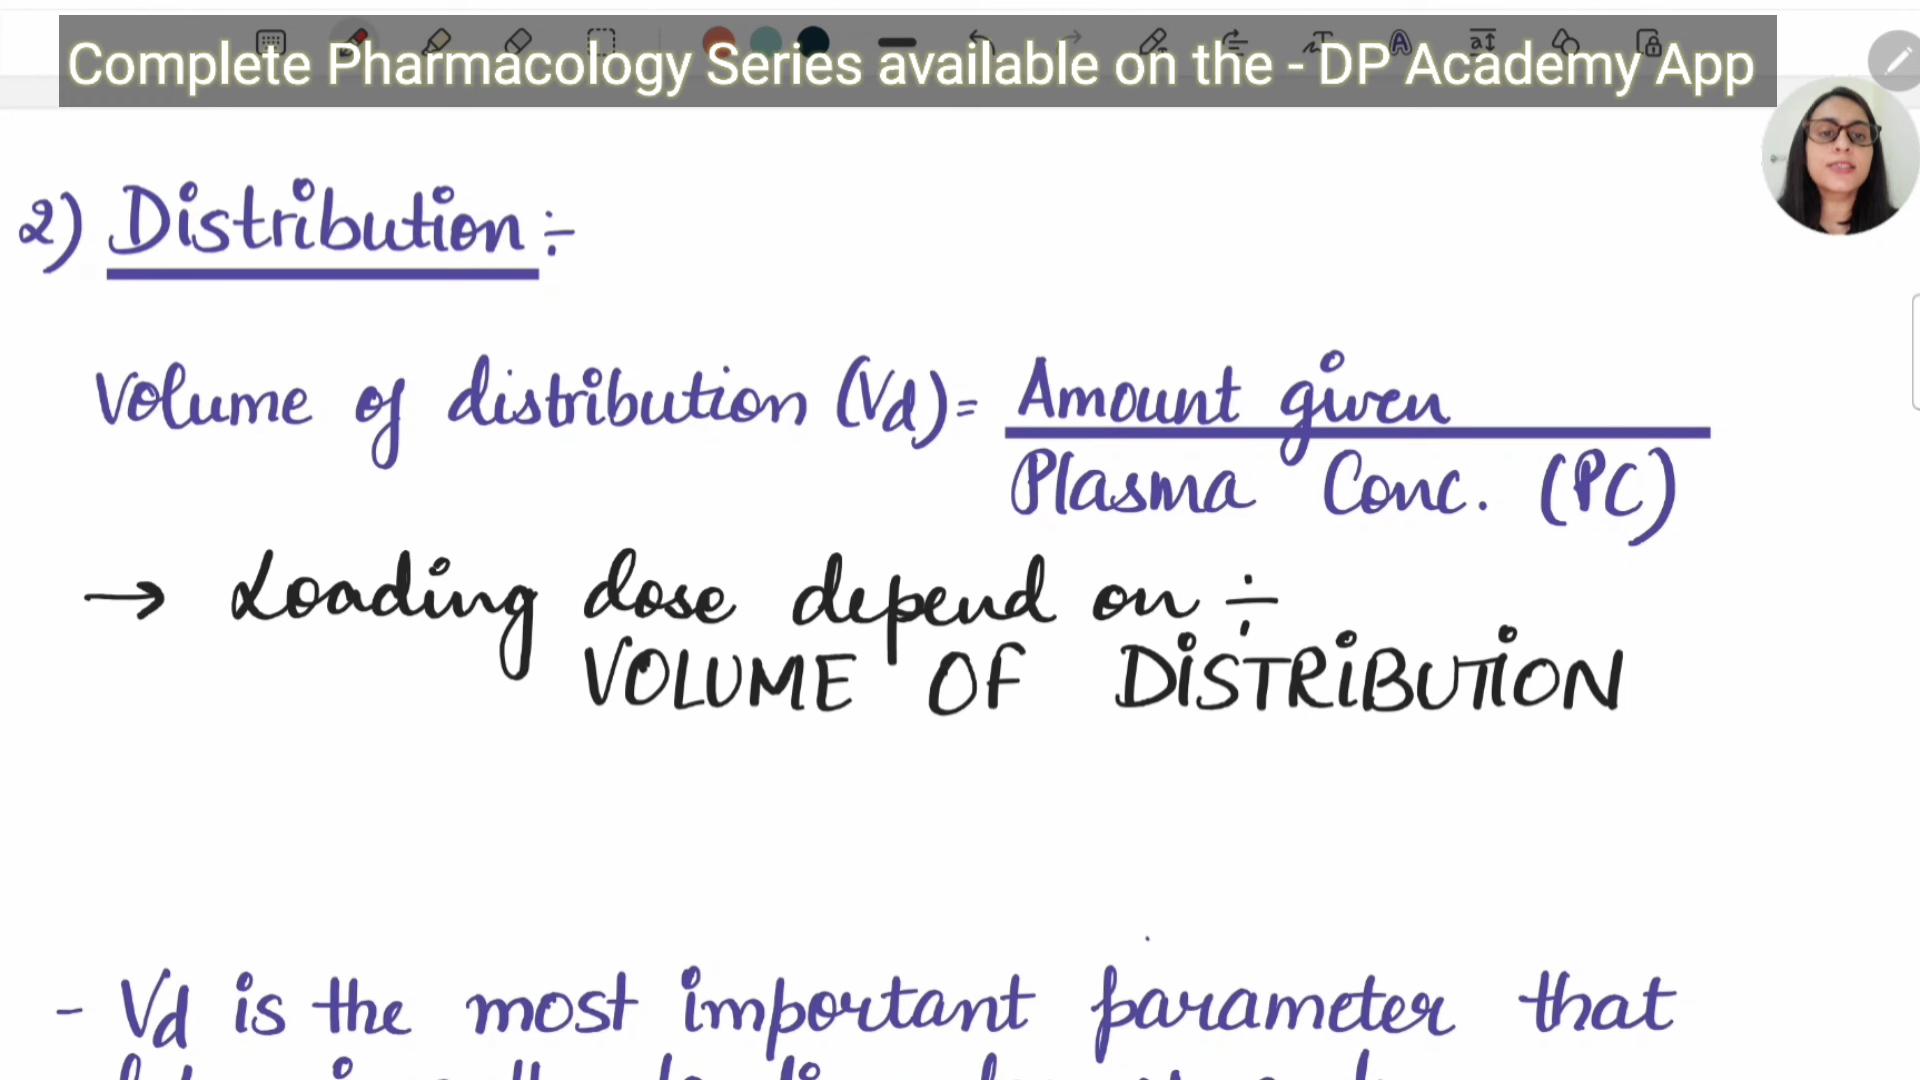 Complete Pharmacology Series available on the - DP Academy App
2) Distribution :-
Volume of distribution (Vd) = Amount given
Plasma Conc. (PC)
→ Loading dose depend on :-
VOLUME OF DISTRIBUTION
- Vd is the most important parameter that